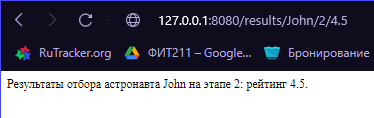 127.0.0.1:8080/results/John/2/4.5
RuTracker.org ФИТ211 – Google... Бронирование
Результаты отбора астронавта John на этапе 2: рейтинг 4.5.